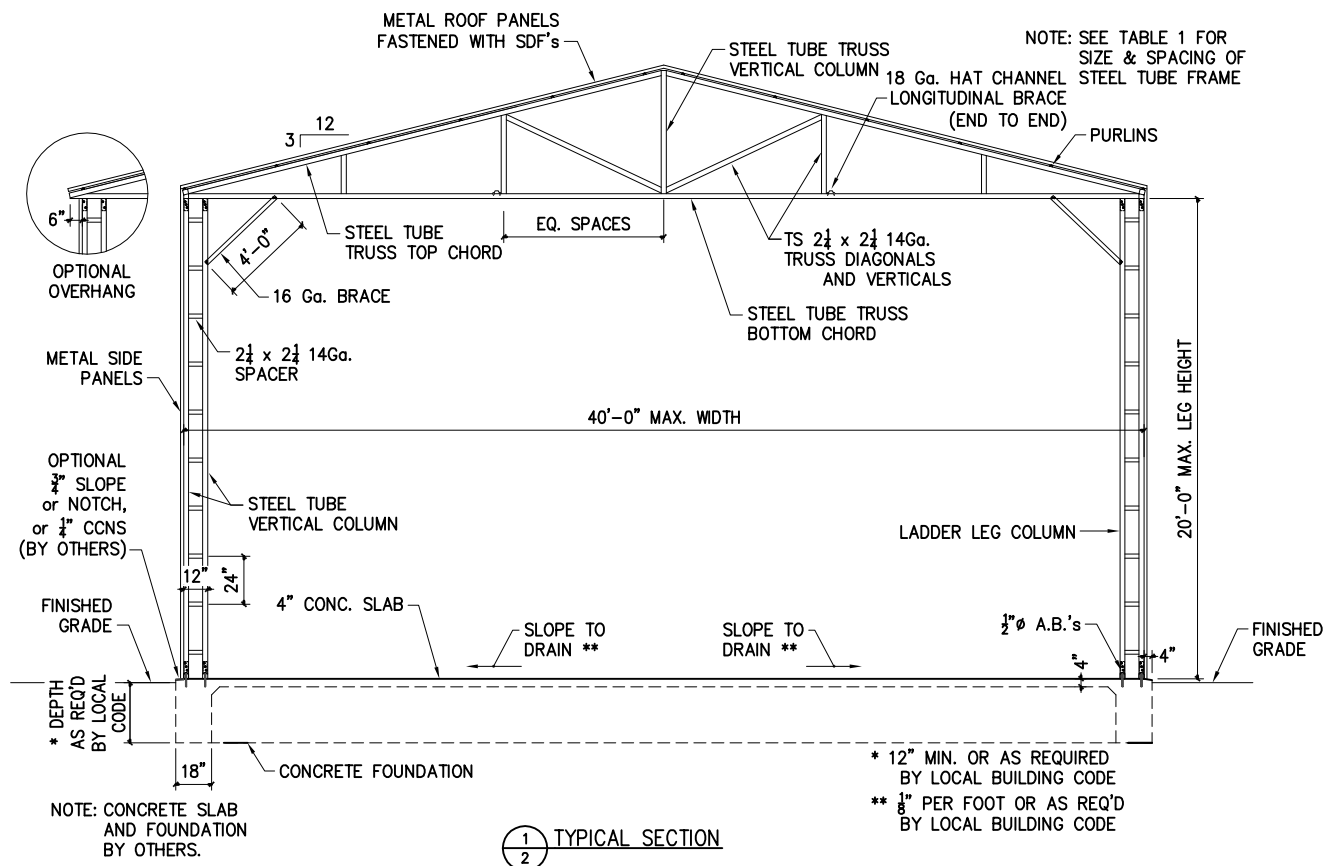 METAL ROOF PANELS
FASTENED WITH SDF's
STEEL TUBE TRUSS
VERTICAL COLUMN
NOTE: SEE TABLE 1 FOR
SIZE & SPACING OF
STEEL TUBE FRAME
18 Ga. HAT CHANNEL
LONGITUDINAL BRACE
(END TO END)
PURLINS
12
3
6"
OPTIONAL
OVERHANG
4'-0"
STEEL TUBE
TRUSS TOP CHORD
EQ. SPACES
TS 2 1/4 x 2 1/4 14Ga.
TRUSS DIAGONALS
AND VERTICALS
16 Ga. BRACE
STEEL TUBE TRUSS
BOTTOM CHORD
2 1/4 x 2 1/4 14Ga.
SPACER
METAL SIDE
PANELS
40'-0" MAX. WIDTH
20'-0" MAX. LEG HEIGHT
OPTIONAL
3/4" SLOPE
or NOTCH,
or 1/4" CCNS
(BY OTHERS)
STEEL TUBE
VERTICAL COLUMN
LADDER LEG COLUMN
12"
24"
4" CONC. SLAB
FINISHED
GRADE
SLOPE TO
DRAIN **
SLOPE TO
DRAIN **
1/2"ø A.B.'s
4"
4"
FINISHED
GRADE
* DEPTH
AS REQ'D
BY LOCAL
CODE
18"
CONCRETE FOUNDATION
* 12" MIN. OR AS REQUIRED
BY LOCAL BUILDING CODE
** 1/8" PER FOOT OR AS REQ'D
BY LOCAL BUILDING CODE
NOTE: CONCRETE SLAB
AND FOUNDATION
BY OTHERS.
1
2
TYPICAL SECTION